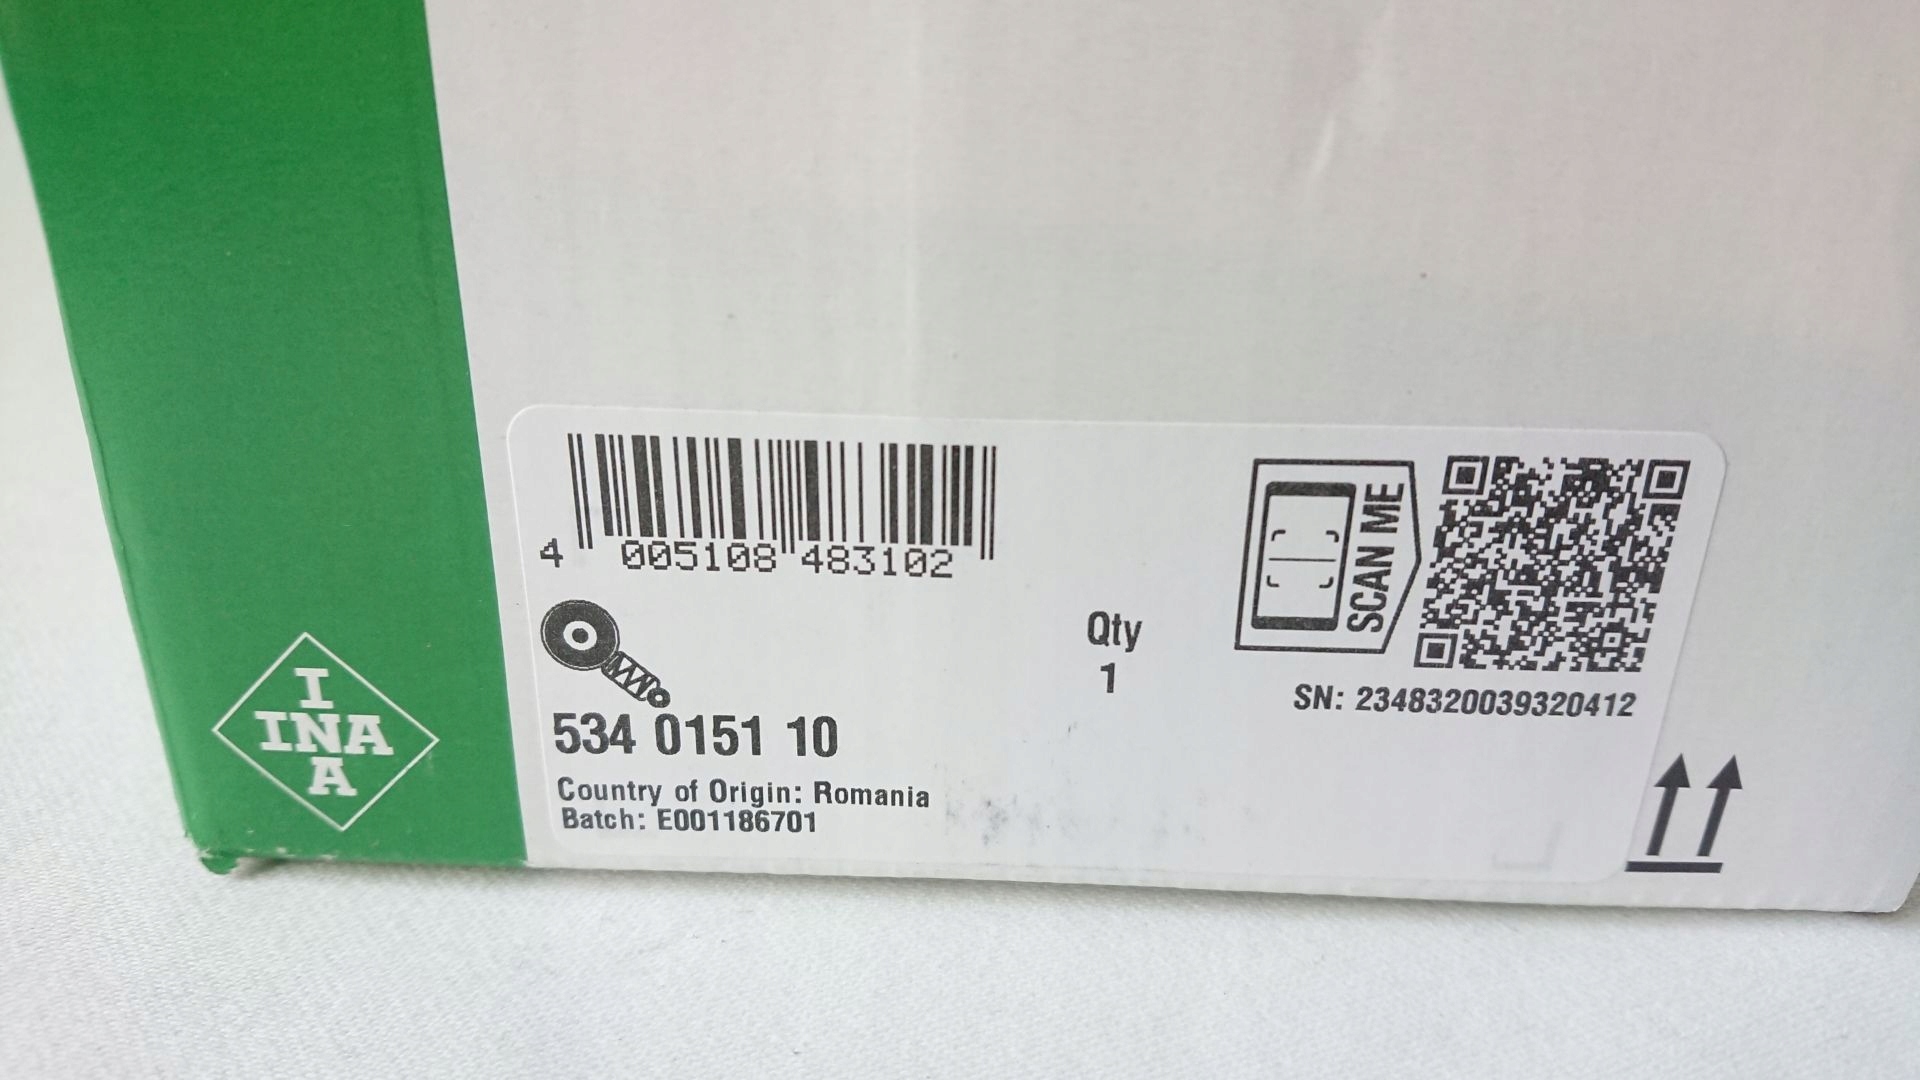 4 005108 483102
SCAN ME
Qty
1
SN: 2348320039320412
534 0151 10
Country of Origin: Romania
Batch: E001186701
I
INA
A